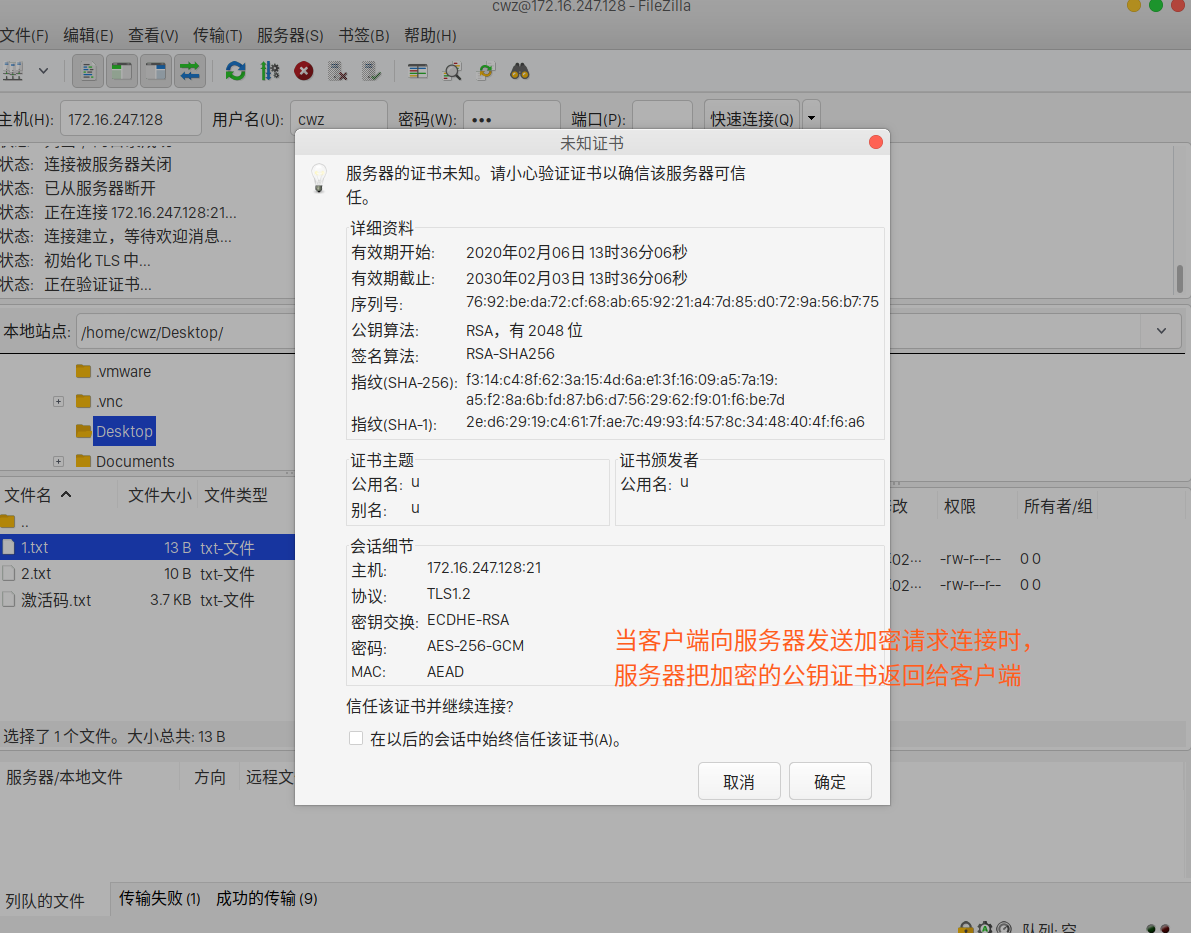 cwz@172.16.247.128 - FileZilla
文件(F) 编辑(E) 查看(V) 传输(T) 服务器(S) 书签(B) 帮助(H)
主机(H): 172.16.247.128 用户名(U): cwz 密码(W): ●●● 端口(P): 快速连接(Q)
状态: 连接被服务器关闭
状态: 已从服务器断开
状态: 正在连接 172.16.247.128:21...
状态: 连接建立，等待欢迎消息...
状态: 初始化 TLS 中...
状态: 正在验证证书...
本地站点: /home/cwz/Desktop/
.vmware
.vnc
Desktop
Documents
文件名 文件大小 文件类型
..
1.txt 13 B txt-文件
2.txt 10 B txt-文件
激活码.txt 3.7 KB txt-文件
选择了 1 个文件。大小总共: 13 B
改 权限 所有者/组
02... -rw-r--r-- 0 0
02... -rw-r--r-- 0 0
未知证书
服务器的证书未知。请小心验证证书以确信该服务器可信
任。
详细资料
有效期开始: 2020年02月06日 13时36分06秒
有效期截止: 2030年02月03日 13时36分06秒
序列号: 76:92:be:da:72:cf:68:ab:65:92:21:a4:7d:85:d0:72:9a:56:b7:75
公钥算法: RSA，有 2048 位
签名算法: RSA-SHA256
指纹(SHA-256): f3:14:c4:8f:62:3a:15:4d:6a:e1:3f:16:09:a5:7a:19:
a5:f2:8a:6b:fd:87:b6:d7:56:29:62:f9:01:f6:be:7d
指纹(SHA-1): 2e:d6:29:19:c4:61:7f:ae:7c:49:93:f4:57:8c:34:48:40:4f:f6:a6
证书主题
公用名: u
别名: u
证书颁发者
公用名: u
会话细节
主机: 172.16.247.128:21
协议: TLS1.2
密钥交换: ECDHE-RSA
密码: AES-256-GCM
MAC: AEAD
当客户端向服务器发送加密请求连接时，
服务器把加密的公钥证书返回给客户端
信任该证书并继续连接?
在以后的会话中始终信任该证书(A)。
取消 确定
服务器/本地文件 方向 远程文
列队的文件 传输失败 (1) 成功的传输 (9)
队列: 空